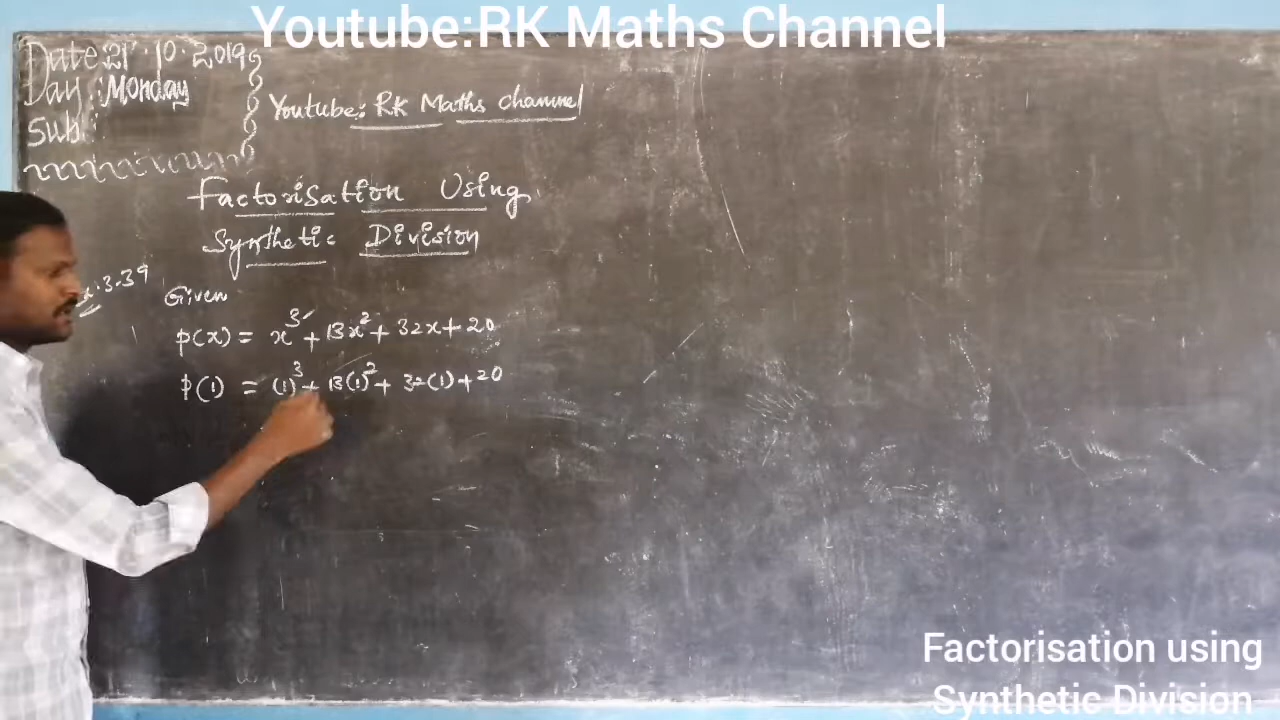 Youtube:RK Maths Channel
Date:21.10.2019
Day: Monday
Sub:
Youtube: RK Maths channel
Factorisation Using
Synthetic Division
3.39
Given
p(x) = x³ + 13x² + 32x + 20
p(1) = (1)³ + 13(1)² + 32(1) + 20
Factorisation using
Synthetic Division